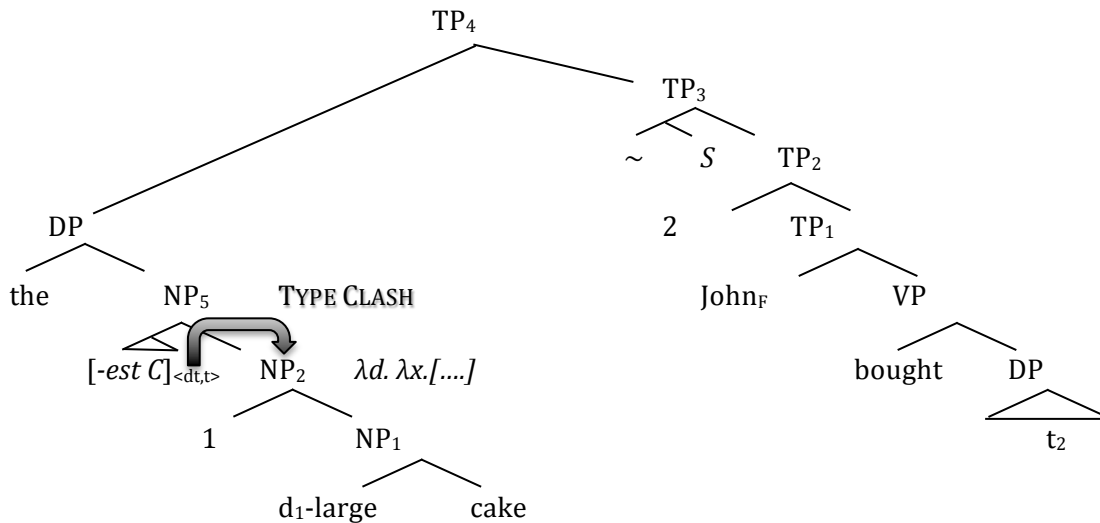 TP₄
TP₃
~ S TP₂
DP 2 TP₁
the NP₅ TYPE CLASH John_F VP
[-est C]<dt,t> NP₂ λd. λx.[....] bought DP
1 NP₁ t₂
d₁-large cake